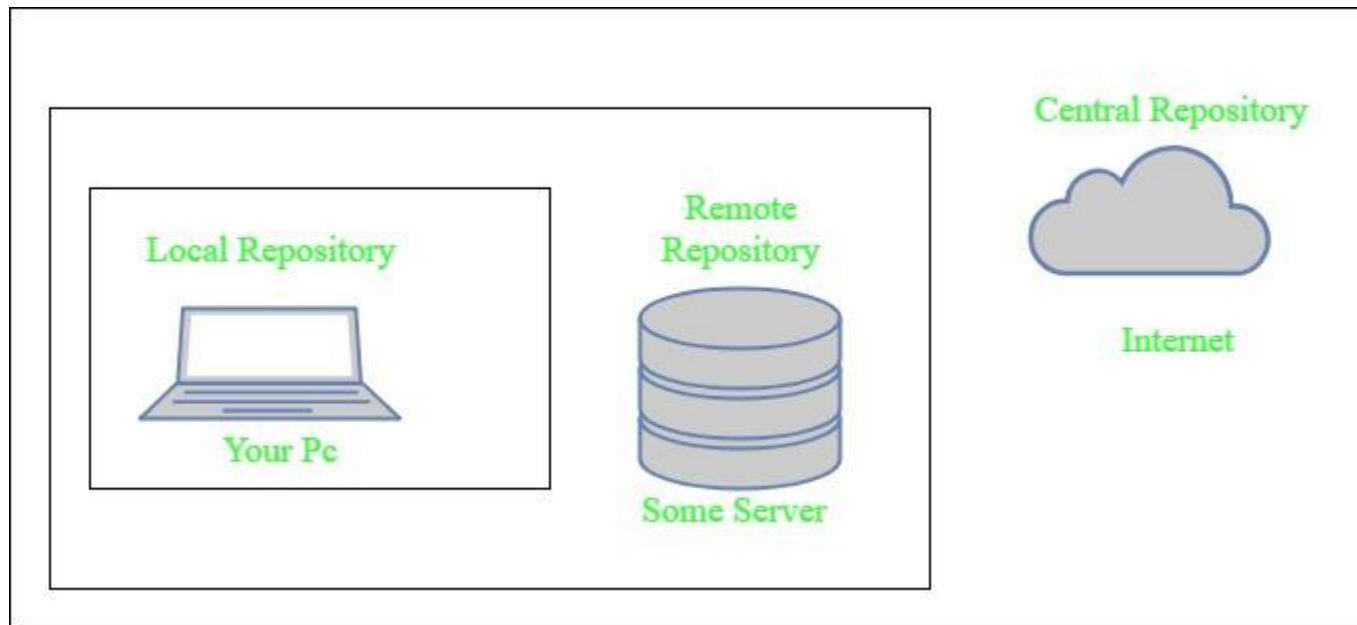 Central Repository
Remote
Repository
Local Repository
Internet
Your Pc
Some Server